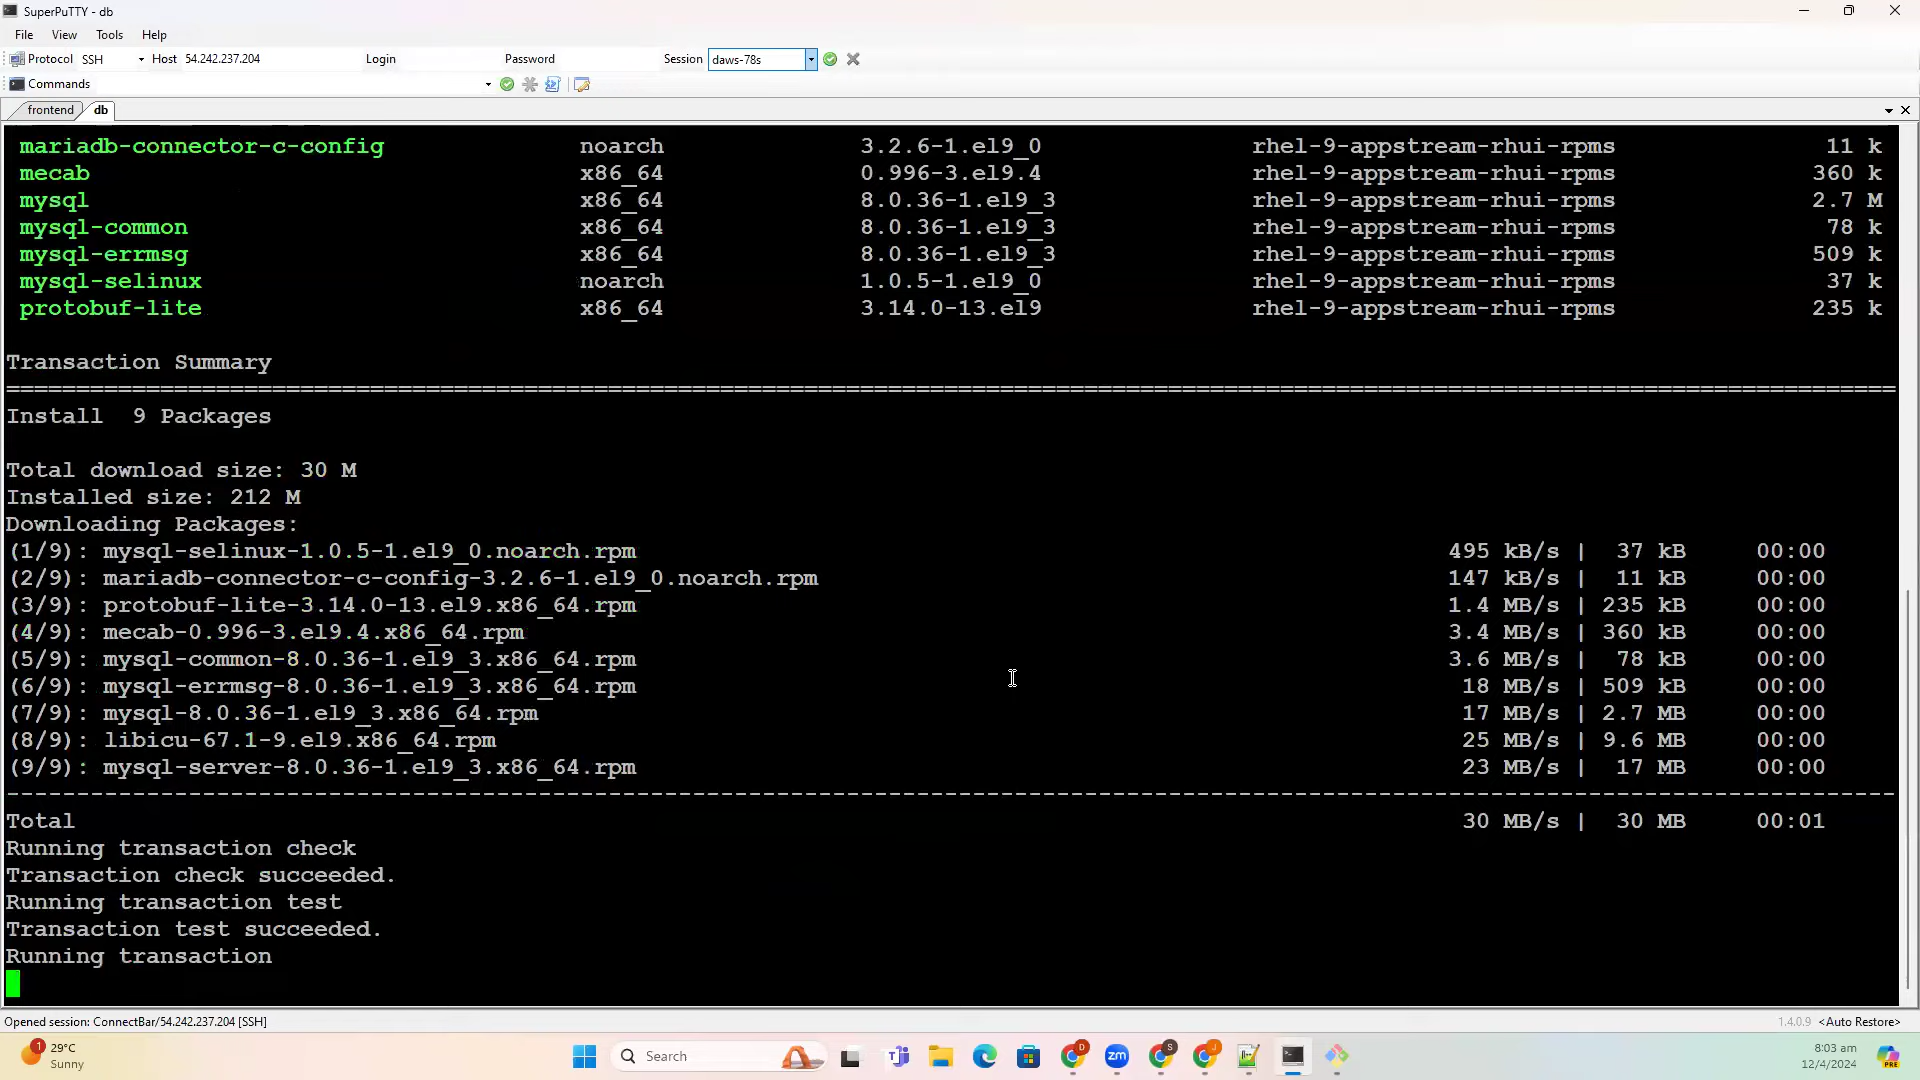 SuperPuTTY - db
File View Tools Help
Protocol SSH Host 54.242.237.204 Login Password Session daws-78s
Commands
frontend db
mariadb-connector-c-config noarch 3.2.6-1.el9_0 rhel-9-appstream-rhui-rpms 11 k
mecab x86_64 0.996-3.el9.4 rhel-9-appstream-rhui-rpms 360 k
mysql x86_64 8.0.36-1.el9_3 rhel-9-appstream-rhui-rpms 2.7 M
mysql-common x86_64 8.0.36-1.el9_3 rhel-9-appstream-rhui-rpms 78 k
mysql-errmsg x86_64 8.0.36-1.el9_3 rhel-9-appstream-rhui-rpms 509 k
mysql-selinux noarch 1.0.5-1.el9_0 rhel-9-appstream-rhui-rpms 37 k
protobuf-lite x86_64 3.14.0-13.el9 rhel-9-appstream-rhui-rpms 235 k
Transaction Summary
Install 9 Packages
Total download size: 30 M
Installed size: 212 M
Downloading Packages:
(1/9): mysql-selinux-1.0.5-1.el9_0.noarch.rpm 495 kB/s | 37 kB 00:00
(2/9): mariadb-connector-c-config-3.2.6-1.el9_0.noarch.rpm 147 kB/s | 11 kB 00:00
(3/9): protobuf-lite-3.14.0-13.el9.x86_64.rpm 1.4 MB/s | 235 kB 00:00
(4/9): mecab-0.996-3.el9.4.x86_64.rpm 3.4 MB/s | 360 kB 00:00
(5/9): mysql-common-8.0.36-1.el9_3.x86_64.rpm 3.6 MB/s | 78 kB 00:00
(6/9): mysql-errmsg-8.0.36-1.el9_3.x86_64.rpm 18 MB/s | 509 kB 00:00
(7/9): mysql-8.0.36-1.el9_3.x86_64.rpm 17 MB/s | 2.7 MB 00:00
(8/9): libicu-67.1-9.el9.x86_64.rpm 25 MB/s | 9.6 MB 00:00
(9/9): mysql-server-8.0.36-1.el9_3.x86_64.rpm 23 MB/s | 17 MB 00:00
Total 30 MB/s | 30 MB 00:01
Running transaction check
Transaction check succeeded.
Running transaction test
Transaction test succeeded.
Running transaction
Opened session: ConnectBar/54.242.237.204 [SSH] 1.4.0.9 <Auto Restore>
1 29°C
Sunny
Search
D zm S J
8:03 am
12/4/2024
PRE